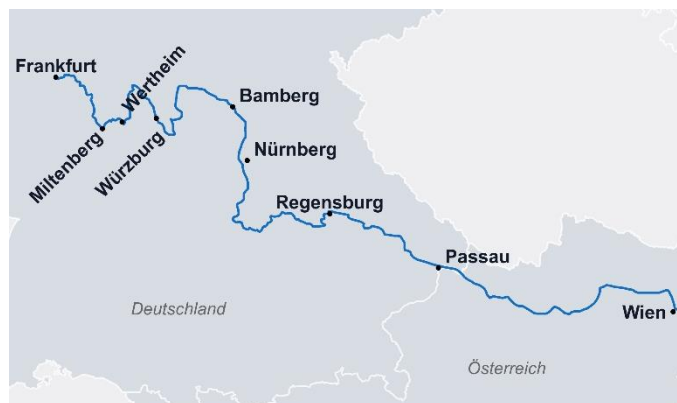 Frankfurt
Wertheim
Miltenberg
Würzburg
Bamberg
Nürnberg
Regensburg
Passau
Wien
Deutschland
Österreich